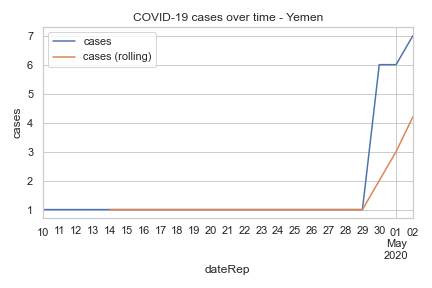 COVID-19 cases over time - Yemen
cases
cases (rolling)
cases
7
6
5
4
3
2
1
10 11 12 13 14 15 16 17 18 19 20 21 22 23 24 25 26 27 28 29 30 01 02
May
2020
dateRep